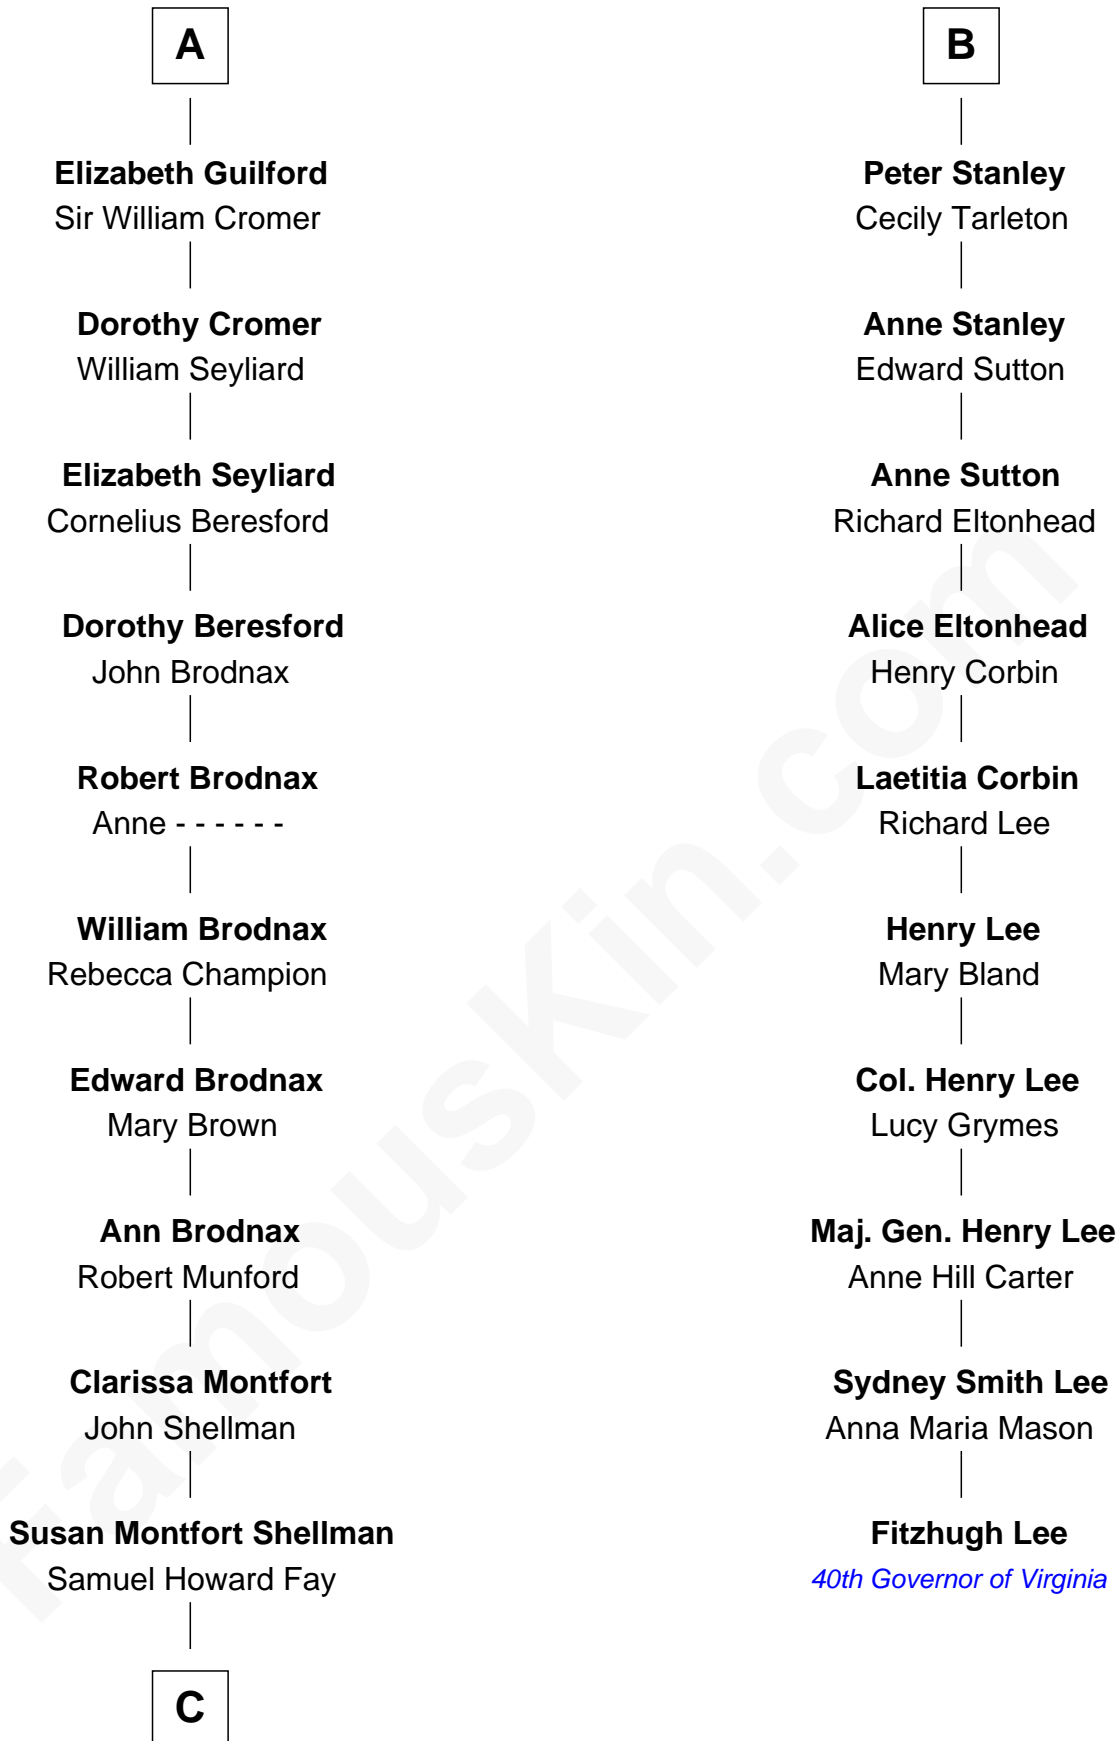 A
Elizabeth Guilford
Sir William Cromer
Dorothy Cromer
William Seyliard
Elizabeth Seyliard
Cornelius Beresford
Dorothy Beresford
John Brodnax
Robert Brodnax
Anne - - - - - -
William Brodnax
Rebecca Champion
Edward Brodnax
Mary Brown
Ann Brodnax
Robert Munford
Clarissa Montfort
John Shellman
Susan Montfort Shellman
Samuel Howard Fay
C
B
Peter Stanley
Cecily Tarleton
Anne Stanley
Edward Sutton
Anne Sutton
Richard Eltonhead
Alice Eltonhead
Henry Corbin
Laetitia Corbin
Richard Lee
Henry Lee
Mary Bland
Col. Henry Lee
Lucy Grymes
Maj. Gen. Henry Lee
Anne Hill Carter
Sydney Smith Lee
Anna Maria Mason
Fitzhugh Lee
40th Governor of Virginia
FamousKin.com